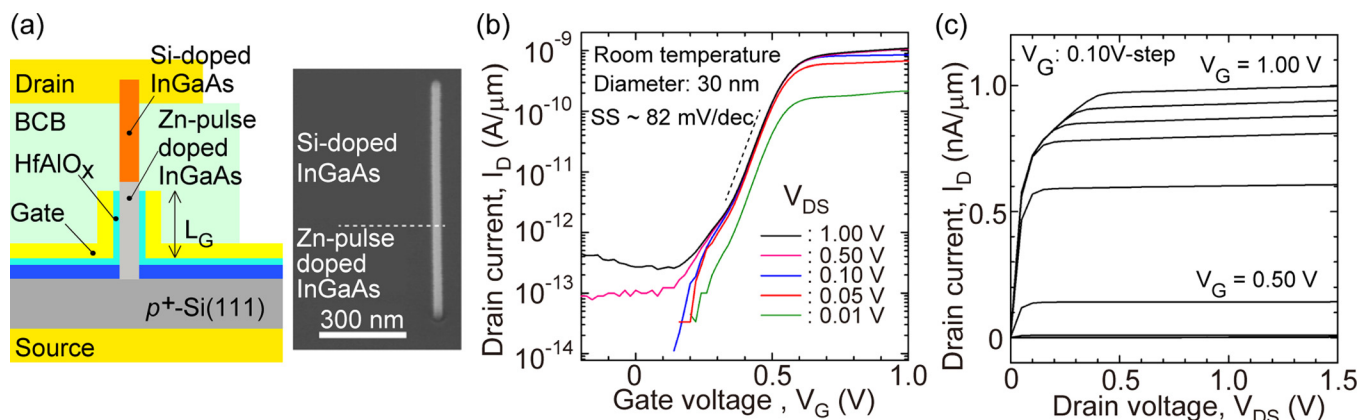 (a)
Si-doped
InGaAs
Drain
BCB
Zn-pulse
doped
InGaAs
HfAlOx
Gate
LG
p+-Si(111)
Source
Si-doped
InGaAs
Zn-pulse
doped
InGaAs
300 nm
(b)
Drain current, ID (A/μm)
10-9
10-10
10-11
10-12
10-13
10-14
Room temperature
Diameter: 30 nm
SS ~ 82 mV/dec.
VDS
: 1.00 V
: 0.50 V
: 0.10 V
: 0.05 V
: 0.01 V
0
0.5
1.0
Gate voltage , VG (V)
(c)
Drain current, ID (nA/μm)
1.0
0.5
0
VG: 0.10V-step
VG = 1.00 V
VG = 0.50 V
0
0.5
1.0
1.5
Drain voltage, VDS (V)